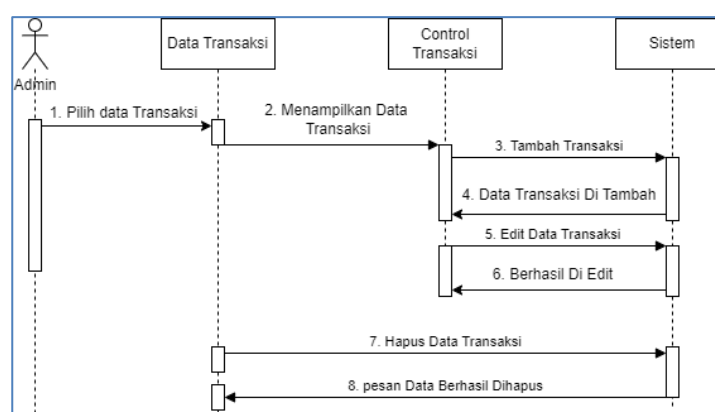 Data Transaksi
Control
Transaksi
Sistem
Admin
1. Pilih data Transaksi
2. Menampilkan Data
Transaksi
3. Tambah Transaksi
4. Data Transaksi Di Tambah
5. Edit Data Transaksi
6. Berhasil Di Edit
7. Hapus Data Transaksi
8. pesan Data Berhasil Dihapus